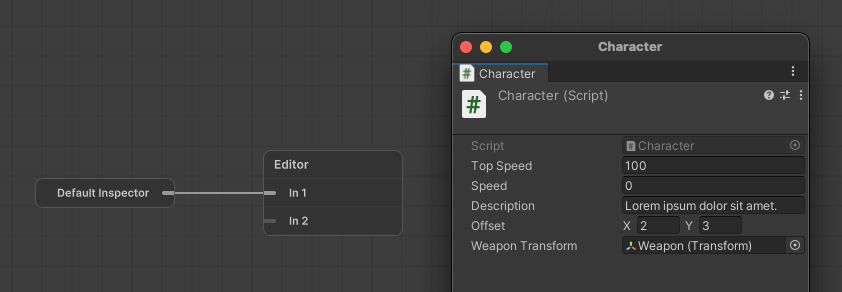 Editor
Default Inspector
In 1
In 2
Character
# Character
Character (Script)
Script Character
Top Speed 100
Speed 0
Description Lorem ipsum dolor sit amet.
Offset X 2 Y 3
Weapon Transform Weapon (Transform)